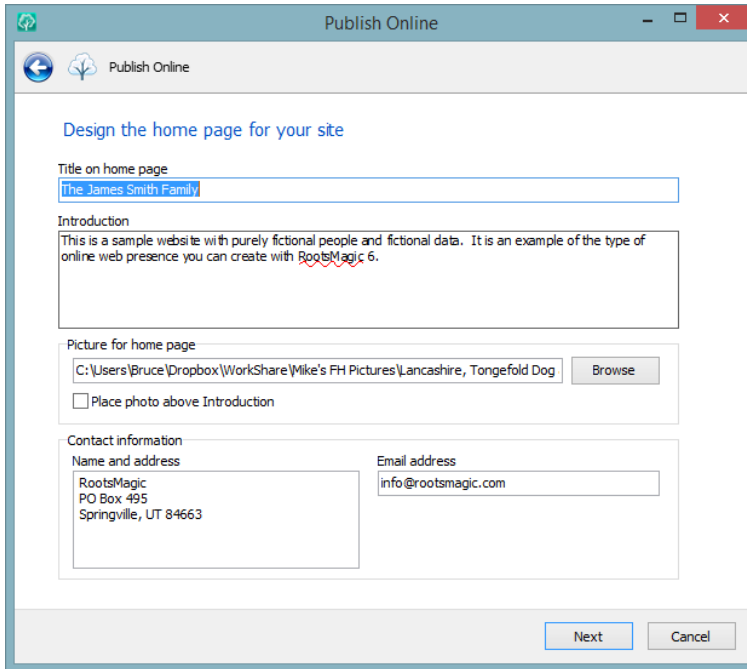 Publish Online
Publish Online
Design the home page for your site
Title on home page
The James Smith Family
Introduction
This is a sample website with purely fictional people and fictional data. It is an example of the type of
online web presence you can create with RootsMagic 6.
Picture for home page
C:\Users\Bruce\Dropbox\WorkShare\Mike's FH Pictures\Lancashire, Tongefold Dog
Browse
Place photo above Introduction
Contact information
Name and address
RootsMagic
PO Box 495
Springville, UT 84663
Email address
info@rootsmagic.com
Next
Cancel